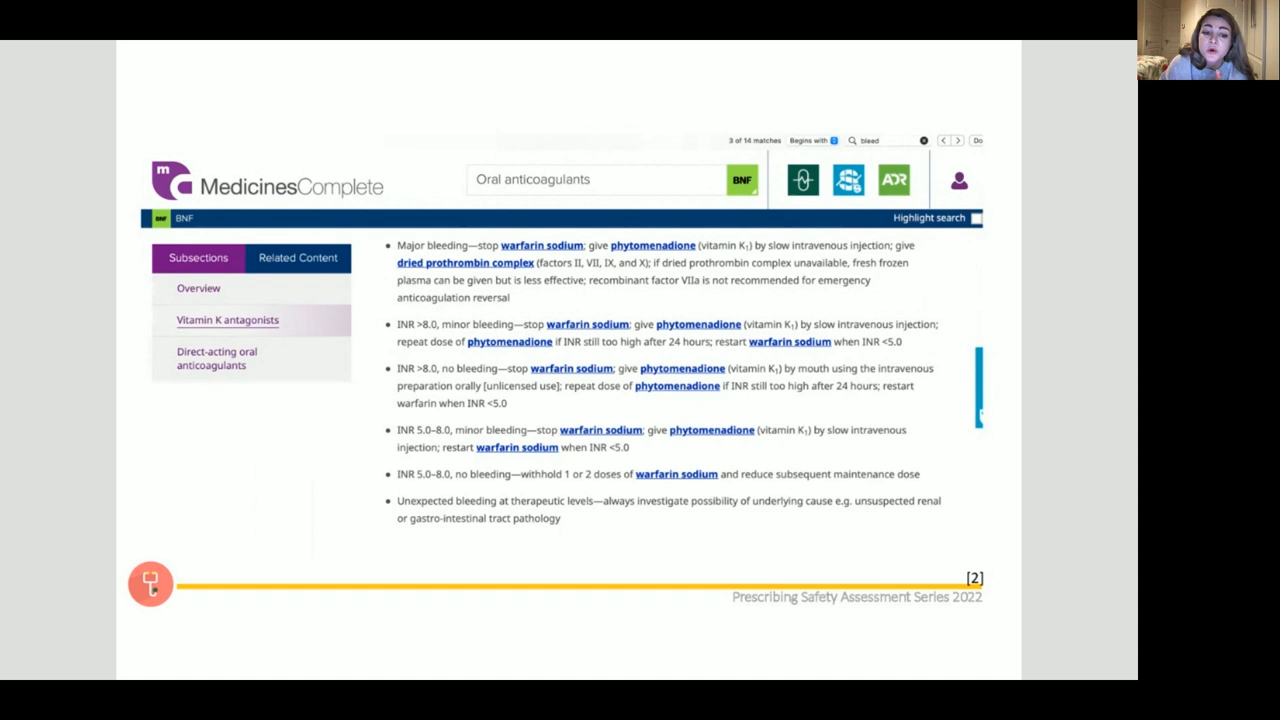 3 of 14 matches Begins with bleed Do
m
MedicinesComplete
Oral anticoagulants BNF
ADR
BNF BNF Highlight search
Subsections Related Content
Overview
Vitamin K antagonists
Direct-acting oral
anticoagulants
• Major bleeding—stop warfarin sodium; give phytomenadione (vitamin K₁) by slow intravenous injection; give
dried prothrombin complex (factors II, VII, IX, and X); if dried prothrombin complex unavailable, fresh frozen
plasma can be given but is less effective; recombinant factor VIIa is not recommended for emergency
anticoagulation reversal
• INR >8.0, minor bleeding—stop warfarin sodium; give phytomenadione (vitamin K₁) by slow intravenous injection;
repeat dose of phytomenadione if INR still too high after 24 hours; restart warfarin sodium when INR <5.0
• INR >8.0, no bleeding—stop warfarin sodium; give phytomenadione (vitamin K₁) by mouth using the intravenous
preparation orally [unlicensed use]; repeat dose of phytomenadione if INR still too high after 24 hours; restart
warfarin when INR <5.0
• INR 5.0–8.0, minor bleeding—stop warfarin sodium; give phytomenadione (vitamin K₁) by slow intravenous
injection; restart warfarin sodium when INR <5.0
• INR 5.0–8.0, no bleeding—withhold 1 or 2 doses of warfarin sodium and reduce subsequent maintenance dose
• Unexpected bleeding at therapeutic levels—always investigate possibility of underlying cause e.g. unsuspected renal
or gastro-intestinal tract pathology
[2]
Prescribing Safety Assessment Series 2022